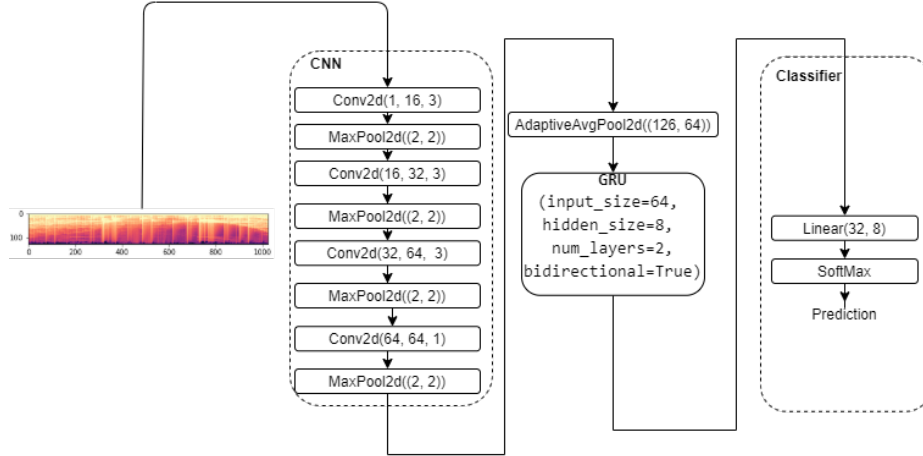 0
100
0
200
400
600
800
1000
CNN
Conv2d(1, 16, 3)
MaxPool2d((2, 2))
Conv2d(16, 32, 3)
MaxPool2d((2, 2))
Conv2d(32, 64, 3)
MaxPool2d((2, 2))
Conv2d(64, 64, 1)
MaxPool2d((2, 2))
AdaptiveAvgPool2d((126, 64))
GRU
(input_size=64,
hidden_size=8,
num_layers=2,
bidirectional=True)
Classifier
Linear(32, 8)
SoftMax
Prediction